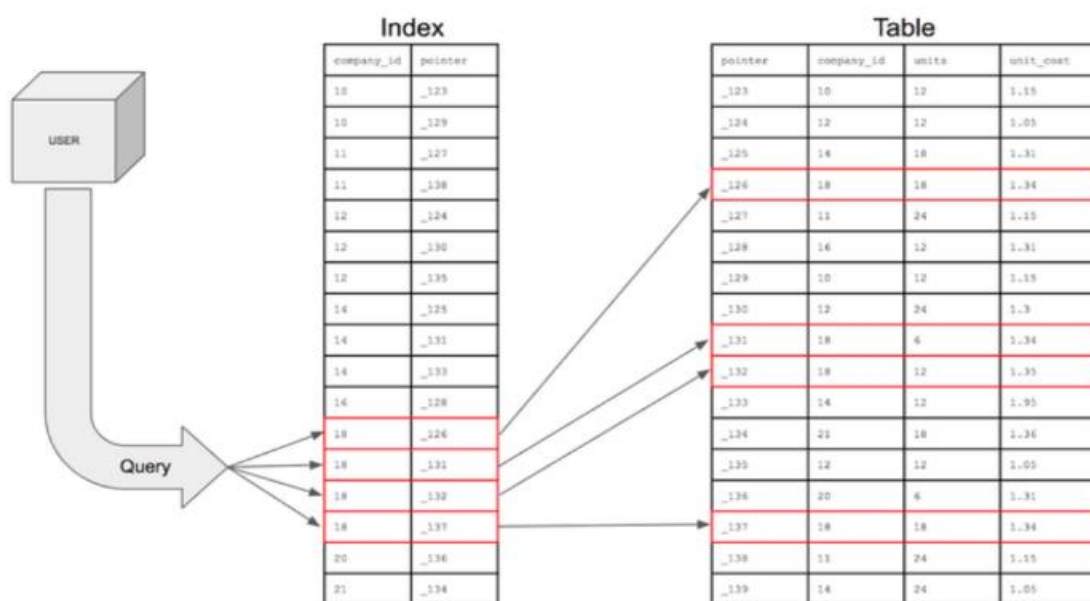 USER
Query
Index
company_id pointer
10 _123
10 _129
11 _127
11 _138
12 _124
12 _130
12 _135
14 _125
14 _131
14 _133
16 _128
18 _126
18 _131
18 _132
18 _137
20 _136
21 _134
Table
pointer company_id units unit_cost
_123 10 12 1.15
_124 12 12 1.05
_125 14 18 1.31
_126 18 18 1.34
_127 11 24 1.15
_128 16 12 1.31
_129 10 12 1.15
_130 12 24 1.3
_131 18 6 1.34
_132 18 12 1.35
_133 14 12 1.95
_134 21 18 1.36
_135 12 12 1.05
_136 20 6 1.31
_137 18 18 1.34
_138 11 24 1.15
_139 14 24 1.05